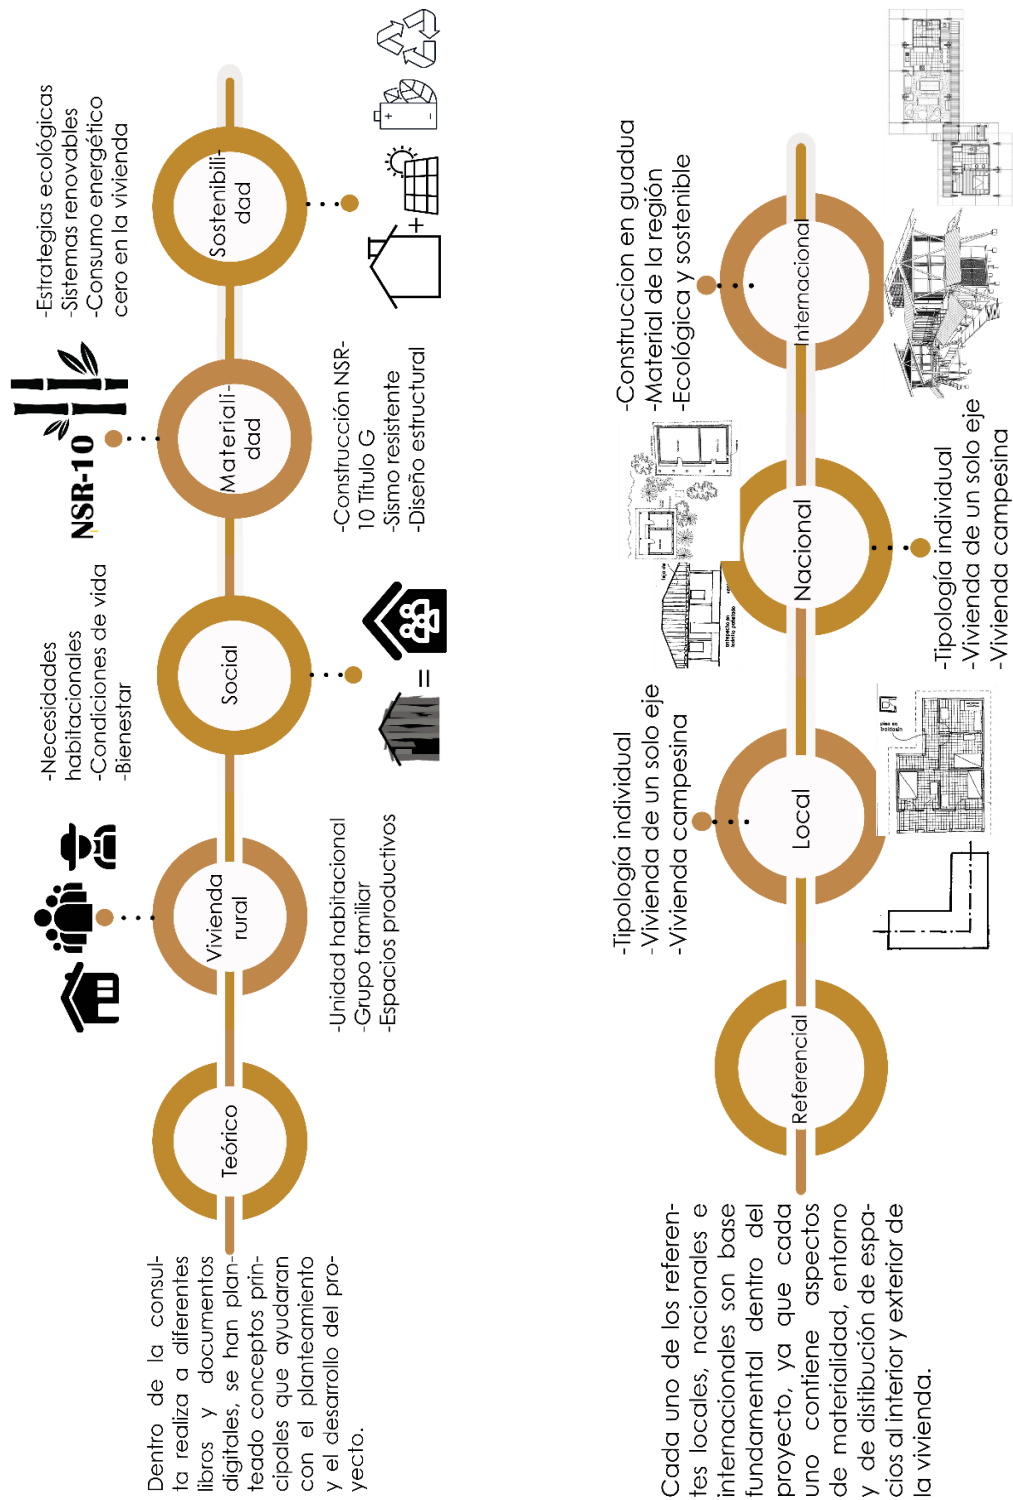 Dentro de la consul-
ta realiza a diferentes
libros y documentos
digitales, se han plan-
teado conceptos prin-
cipales que ayudaran
con el planteamiento
y el desarrollo del pro-
yecto.
Teórico
Vivienda
rural
-Unidad habitacional
-Grupo familiar
-Espacios productivos
-Necesidades
habitacionales
-Condiciones de vida
-Bienestar
Social
=
NSR-10
Materiali-
dad
-Construcción NSR-
10 Título G
-Sismo resistente
-Diseño estructural
-Estrategias ecológicas
-Sistemas renovables
-Consumo energético
cero en la vivienda
Sostenibili-
dad
+
+ -
Cada uno de los referen-
tes locales, nacionales e
internacionales son base
fundamental dentro del
proyecto, ya que cada
uno contiene aspectos
de materialidad, entorno
y de distibución de espa-
cios al interior y exterior de
la vivienda.
Referencial
-Tipología individual
-Vivienda de un solo eje
-Vivienda campesina
Local
piso en
baldosin
Nacional
-Tipología individual
-Vivienda de un solo eje
-Vivienda campesina
-Construccion en guadua
-Material de la región
-Ecológica y sostenible
Internacional